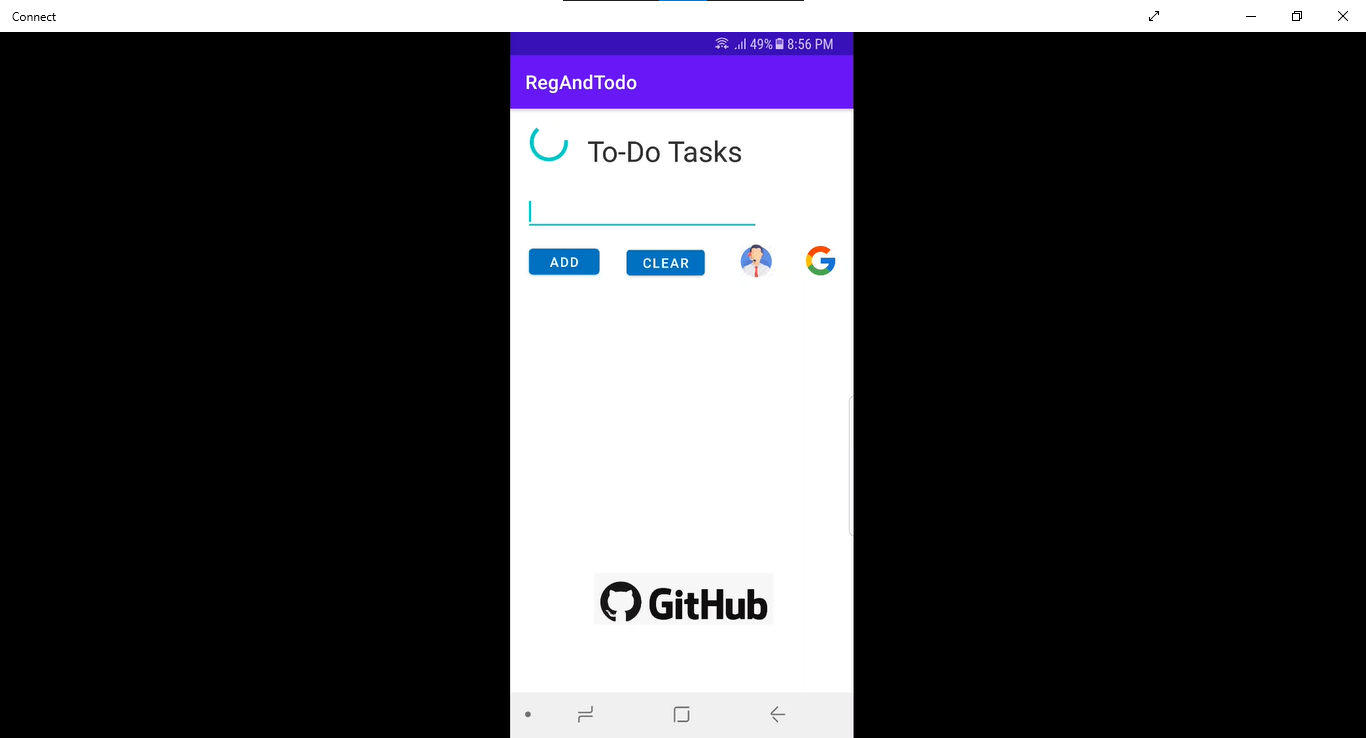 Connect
49% 8:56 PM
RegAndTodo
To-Do Tasks
ADD CLEAR
GitHub